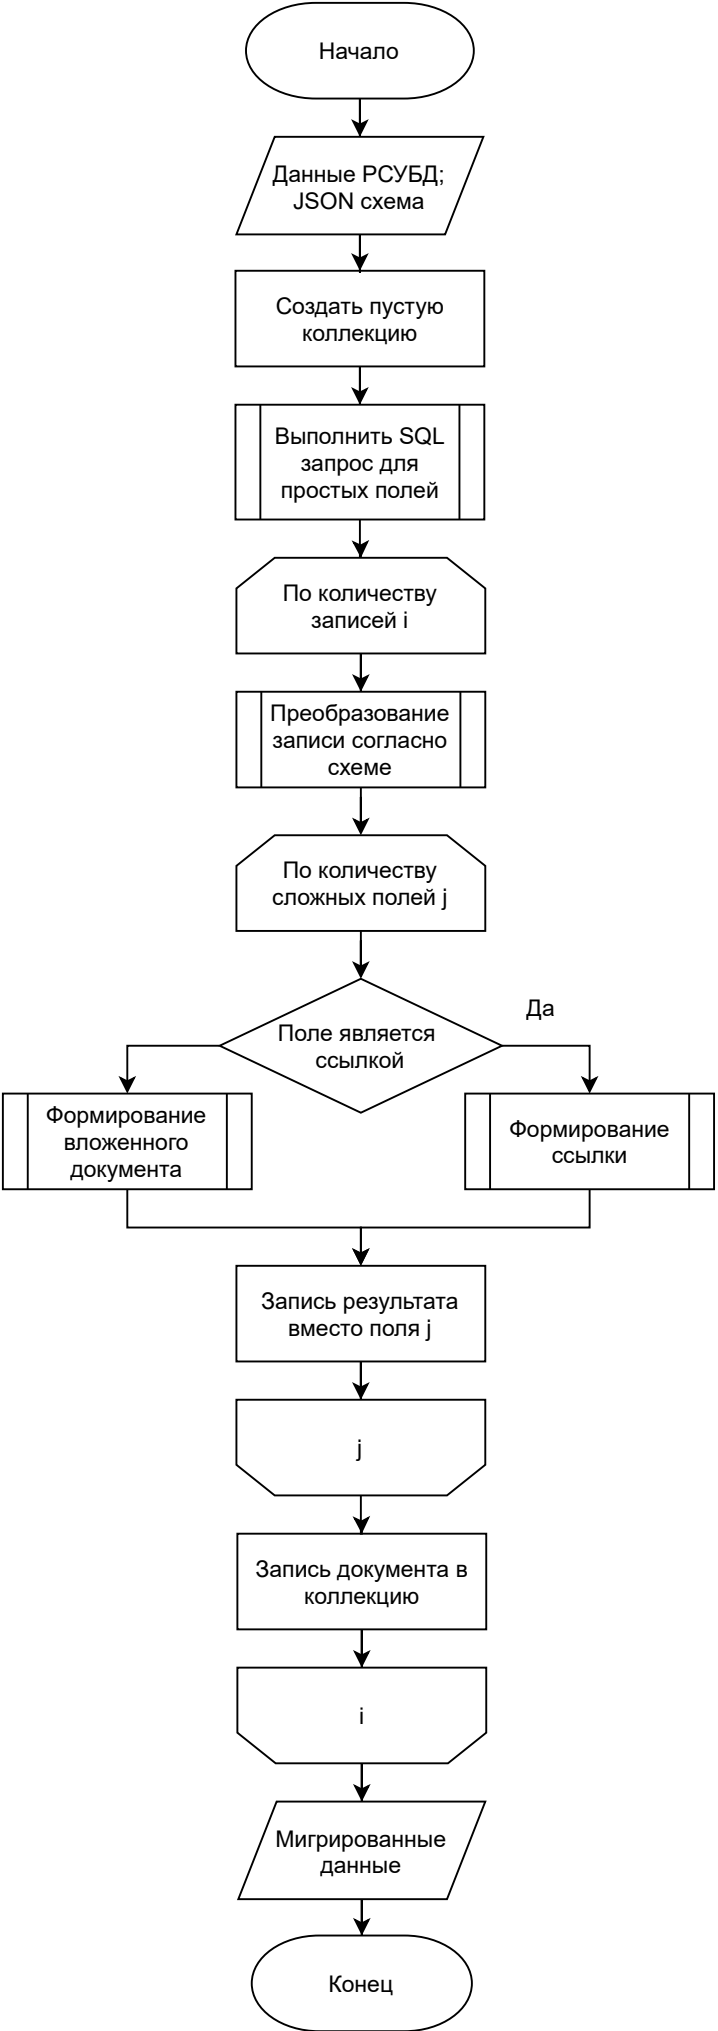 Начало
Данные РСУБД;
JSON схема
Создать пустую
коллекцию
Выполнить SQL
запрос для
простых полей
По количеству
записей i
Преобразование
записи согласно
схеме
По количеству
сложных полей j
Поле является
ссылкой
Да
Формирование
вложенного
документа
Формирование
ссылки
Запись результата
вместо поля j
j
Запись документа в
коллекцию
i
Мигрированные
данные
Конец